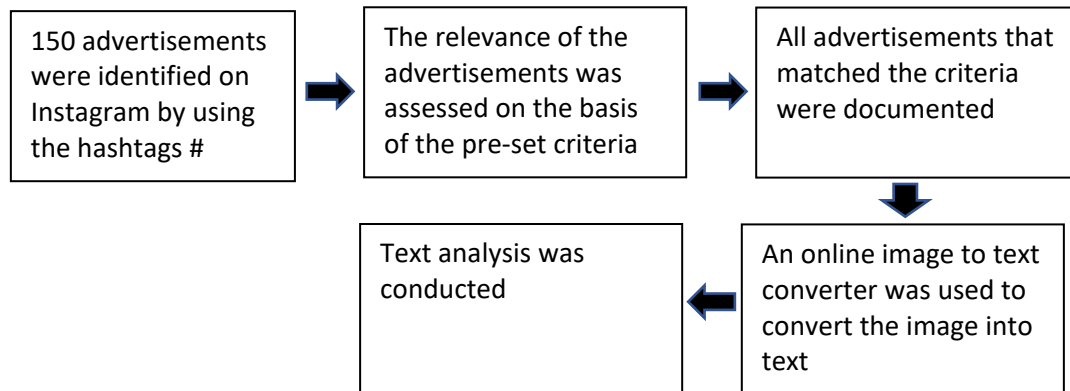 150 advertisements
were identified on
Instagram by using
the hashtags #
The relevance of the
advertisements was
assessed on the basis
of the pre-set criteria
All advertisements that
matched the criteria
were documented
An online image to text
converter was used to
convert the image into
text
Text analysis was
conducted